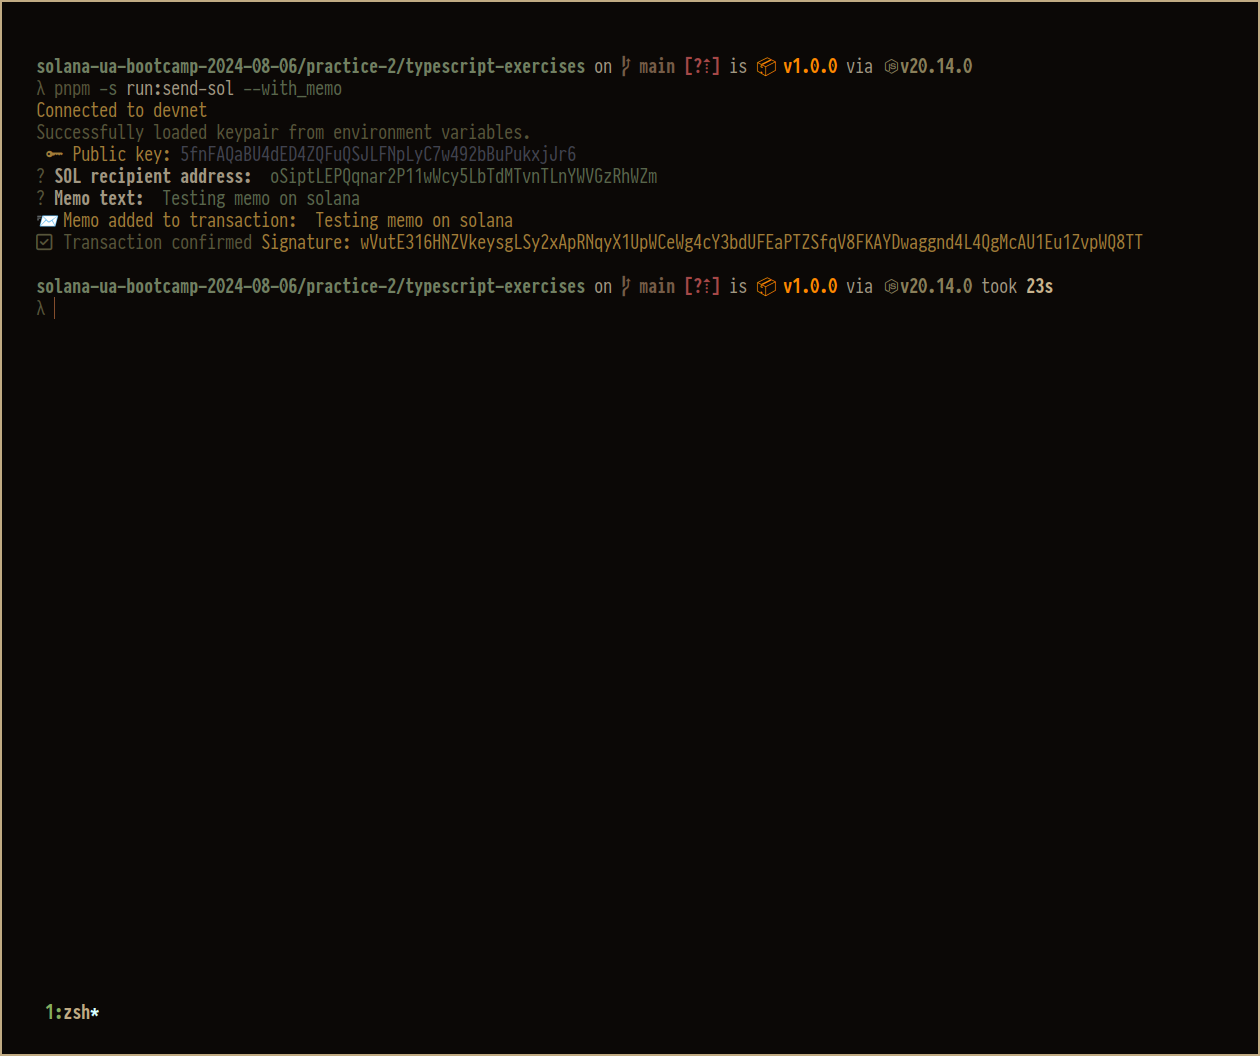 solana-ua-bootcamp-2024-08-06/practice-2/typescript-exercises on main [?⇡] is 📦 v1.0.0 via v20.14.0
λ pnpm -s run:send-sol --with_memo
Connected to devnet
Successfully loaded keypair from environment variables.
Public key: 5fnFAQaBU4dED4ZQFuQSJLFNpLyC7w492bBuPukxjJr6
? SOL recipient address: oSiptLEPQqnar2P11wWcy5LbTdMTvnTLnYWVGzRhWZm
? Memo text: Testing memo on solana
📨 Memo added to transaction: Testing memo on solana
☑ Transaction confirmed Signature: wVutE316HNZVkeysgLSy2xApRNqyX1UpWCeWg4cY3bdUFEaPTZSfqV8FKAYDwaggnd4L4QgMcAU1Eu1ZvpWQ8TT
solana-ua-bootcamp-2024-08-06/practice-2/typescript-exercises on main [?⇡] is 📦 v1.0.0 via v20.14.0 took 23s
λ
1:zsh*